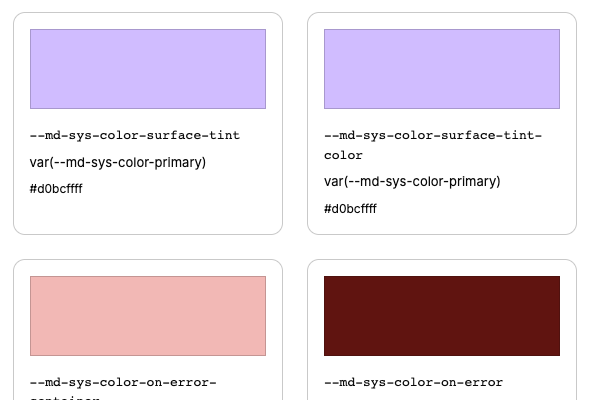 --md-sys-color-surface-tint
var(--md-sys-color-primary)
#d0bcffff
--md-sys-color-surface-tint-
color
var(--md-sys-color-primary)
#d0bcffff
--md-sys-color-on-error-
container
--md-sys-color-on-error